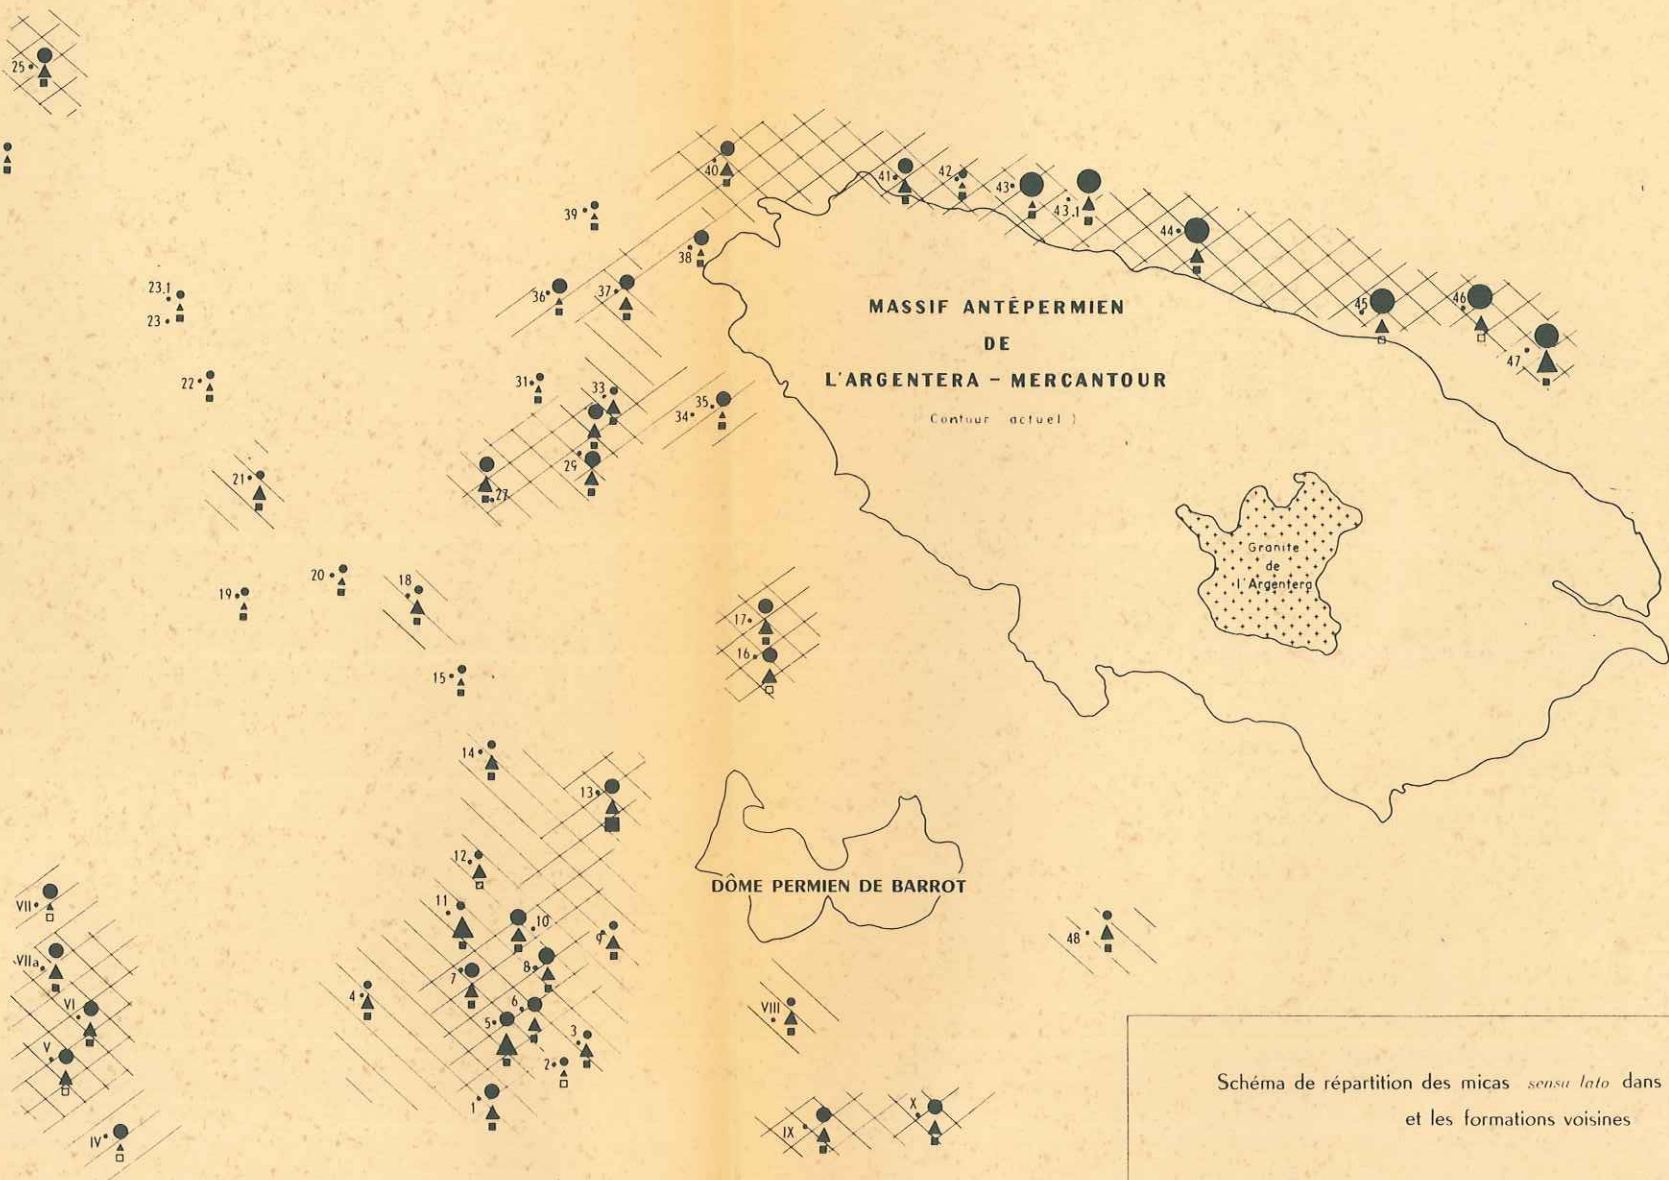 25
40
41
42
43
43.1
39
44
38
23.1
23
36
37
45
46
47
MASSIF ANTÉPERMIEN
DE
L'ARGENTERA - MERCANTOUR
(Contour actuel)
22
31
33
34
35
29
21
27
Granite
de
l'Argentera
20
18
19
17
16
15
14
13
12
DÔME PERMIEN DE BARROT
VII
11
10
9
48
VIIa
7
8
4
VI
6
VIII
5
3
V
2
1
IX
X
IV
Schéma de répartition des micas sensu lato dans
et les formations voisines